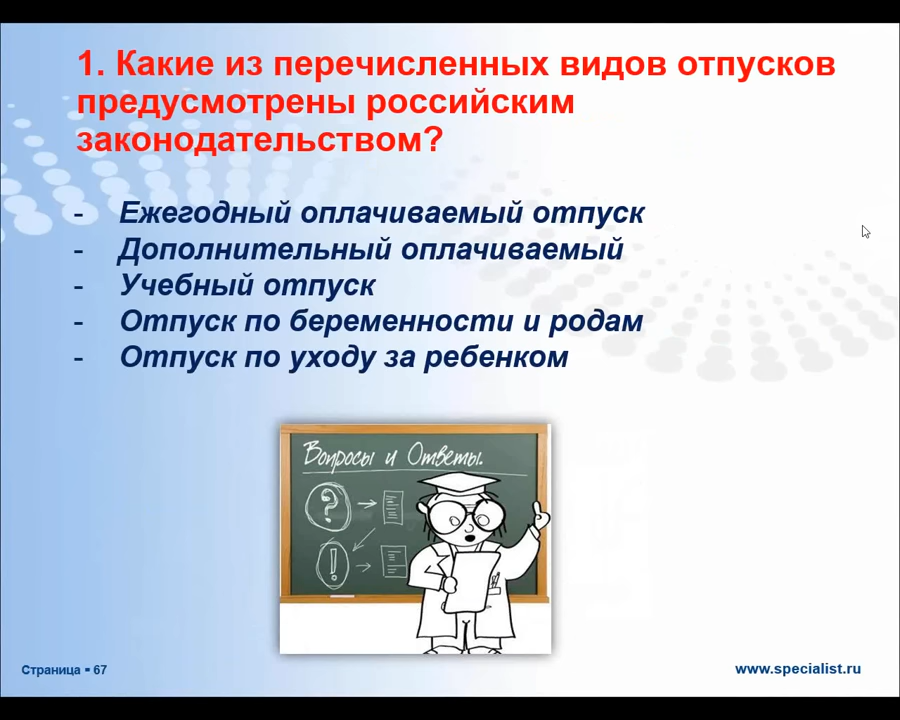 1. Какие из перечисленных видов отпусков
предусмотрены российским
законодательством?
- Ежегодный оплачиваемый отпуск
- Дополнительный оплачиваемый
- Учебный отпуск
- Отпуск по беременности и родам
- Отпуск по уходу за ребенком
Вопросы и Ответы.
?
!
Страница ▪ 67
www.specialist.ru